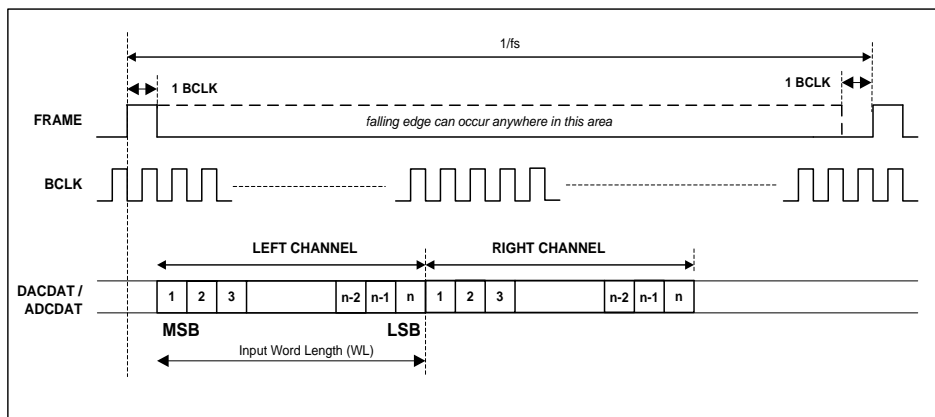 1/fs
1 BCLK
1 BCLK
FRAME
falling edge can occur anywhere in this area
BCLK
LEFT CHANNEL
RIGHT CHANNEL
DACDAT /
ADCDAT
1 2 3 n-2 n-1 n 1 2 3 n-2 n-1 n
MSB
LSB
Input Word Length (WL)